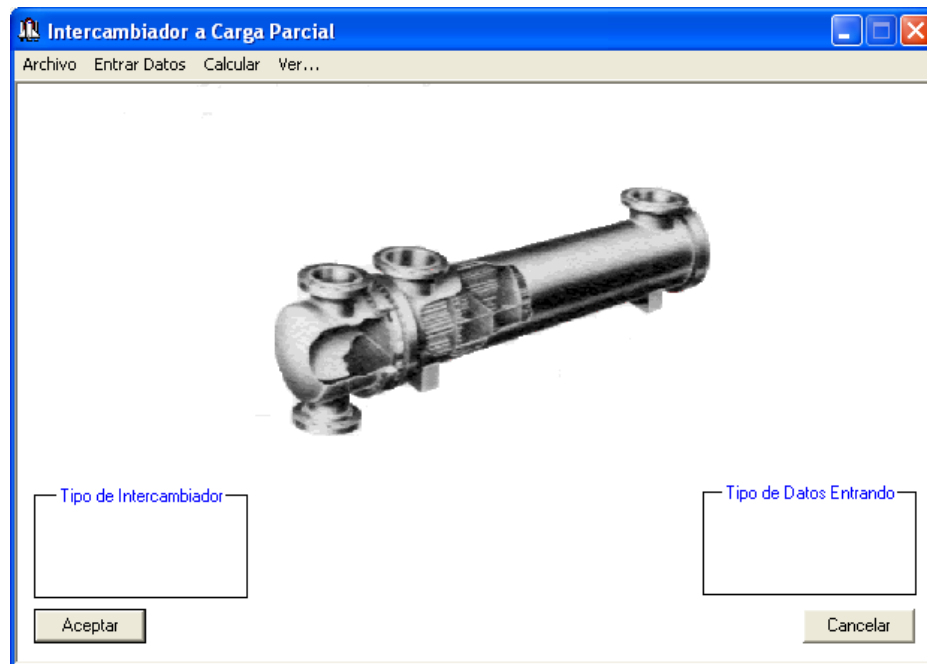 Intercambiador a Carga Parcial
Archivo Entrar Datos Calcular Ver...
Tipo de Intercambiador
Tipo de Datos Entrando
Aceptar
Cancelar